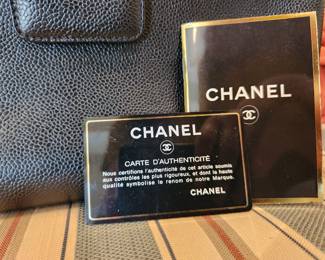 CHANEL
CHANEL
CARTE D'AUTHENTICITÉ
Nous certifions l'authenticité de cet article soumis
aux contrôles les plus rigoureux, et dont la haute
qualité symbolise le renom de notre Marque.
CHANEL